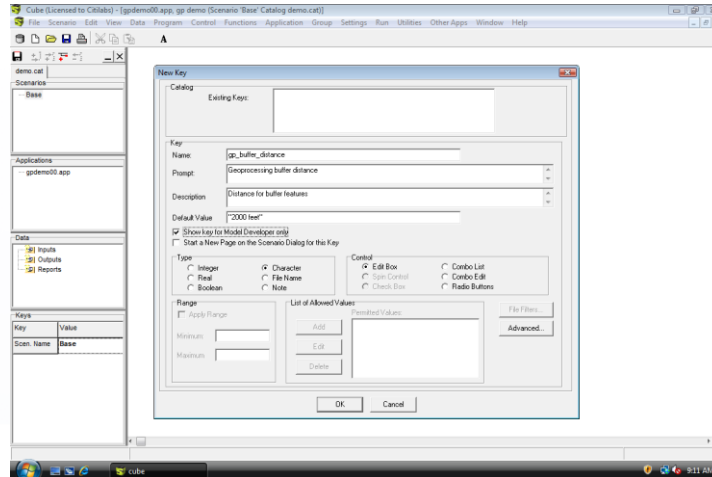 Cube (Licensed to Citilabs) - [gpdemo00.app, gp demo (Scenario 'Base' Catalog demo.cat)]
File Scenario Edit View Data Program Control Functions Application Group Settings Run Utilities Other Apps Window Help
A
demo.cat
Scenarios
Base
Applications
gpdemo00.app
Data
Inputs
Outputs
Reports
Keys
Key Value
Scen. Name Base
New Key
Catalog
Existing Keys:
Key
Name: gp_buffer_distance
Prompt: Geoprocessing buffer distance
Description Distance for buffer features
Default Value "2000 feet"
Show key for Model Developer only
Start a New Page on the Scenario Dialog for this Key
Type Control
Integer Character Edit Box Combo List
Real File Name Spin Control Combo Edit
Boolean Note Check Box Radio Buttons
Range List of Allowed Values
Apply Range Permitted Values: File Filters...
Minimum Add Advanced...
Maximum Edit
Delete
OK Cancel
cube 9:11 AM